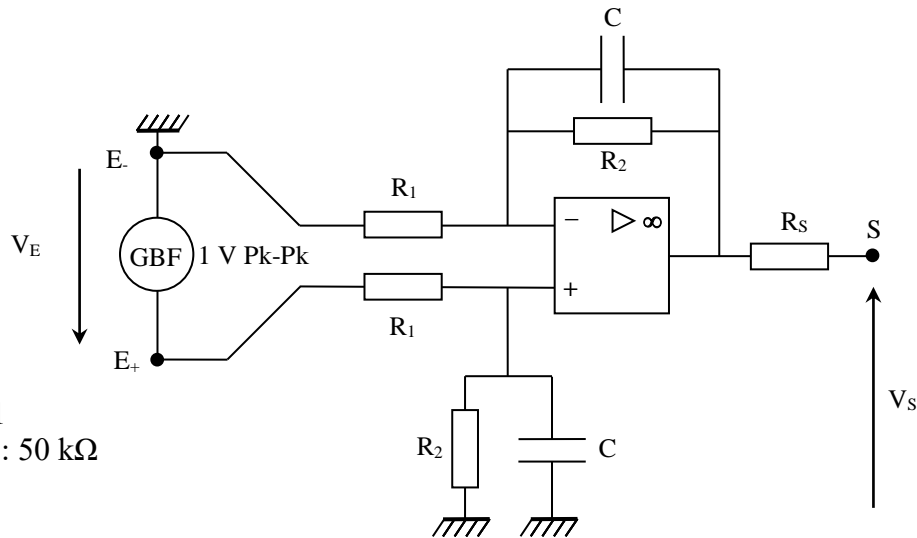 C
E-
R2
R1
VE
GBF 1 V Pk-Pk
− ▷ ∞
RS
S
+
R1
E+
VS
: 50 kΩ
R2
C